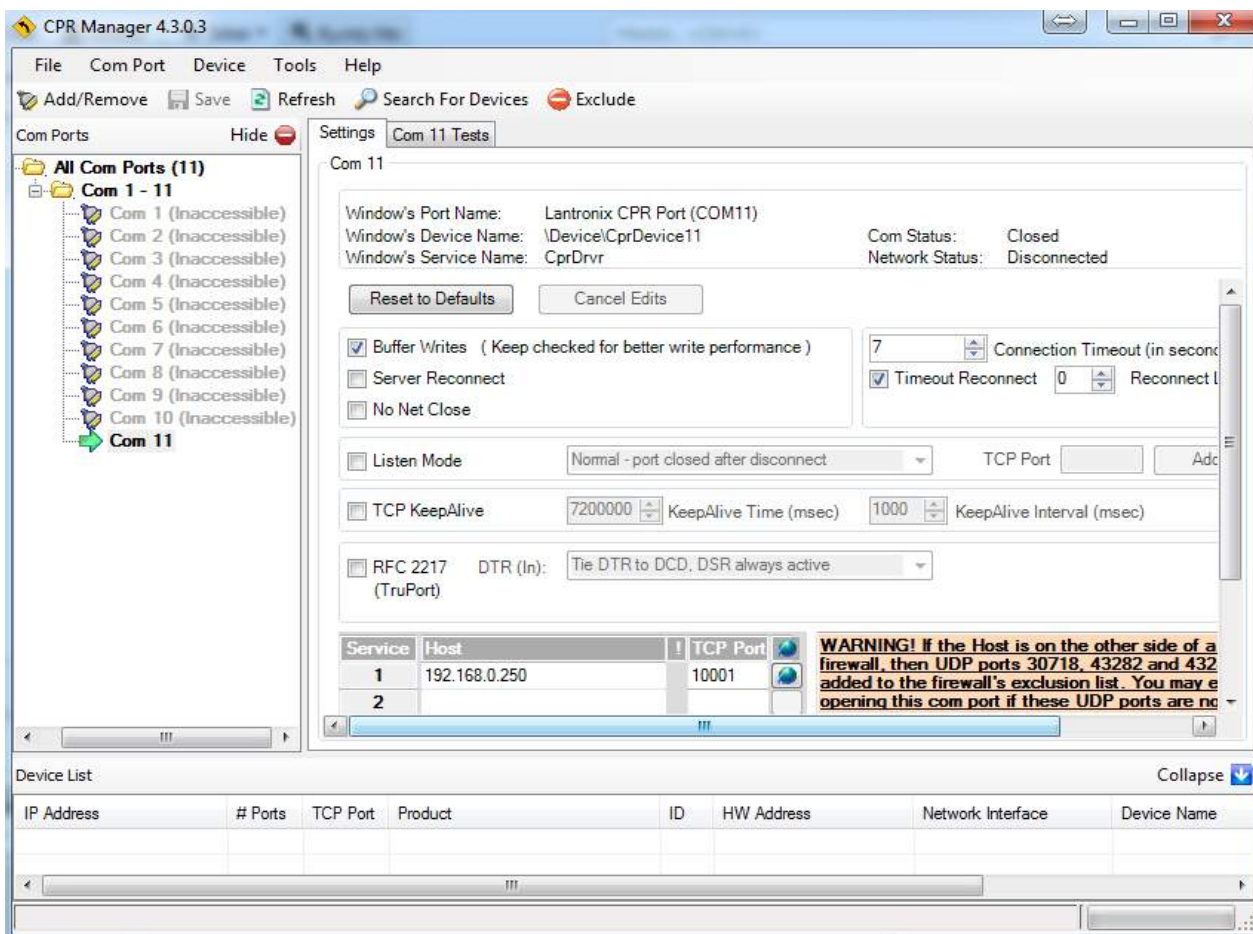 CPR Manager 4.3.0.3
File Com Port Device Tools Help
Add/Remove Save Refresh Search For Devices Exclude
Com Ports Hide
Settings Com 11 Tests
All Com Ports (11)
Com 1 - 11
Com 1 (Inaccessible)
Com 2 (Inaccessible)
Com 3 (Inaccessible)
Com 4 (Inaccessible)
Com 5 (Inaccessible)
Com 6 (Inaccessible)
Com 7 (Inaccessible)
Com 8 (Inaccessible)
Com 9 (Inaccessible)
Com 10 (Inaccessible)
Com 11
Com 11
Window's Port Name: Lantronix CPR Port (COM11)
Window's Device Name: \Device\CprDevice11 Com Status: Closed
Window's Service Name: CprDrvr Network Status: Disconnected
Reset to Defaults Cancel Edits
Buffer Writes ( Keep checked for better write performance ) 7 Connection Timeout (in second
Server Reconnect Timeout Reconnect 0 Reconnect L
No Net Close
Listen Mode Normal - port closed after disconnect TCP Port Add
TCP KeepAlive 7200000 KeepAlive Time (msec) 1000 KeepAlive Interval (msec)
RFC 2217 DTR (In): Tie DTR to DCD, DSR always active
(TruPort)
Service Host ! TCP Port
1 192.168.0.250 10001
2
WARNING! If the Host is on the other side of a
firewall, then UDP ports 30718, 43282 and 432
added to the firewall's exclusion list. You may e
opening this com port if these UDP ports are no
Device List Collapse
IP Address # Ports TCP Port Product ID HW Address Network Interface Device Name